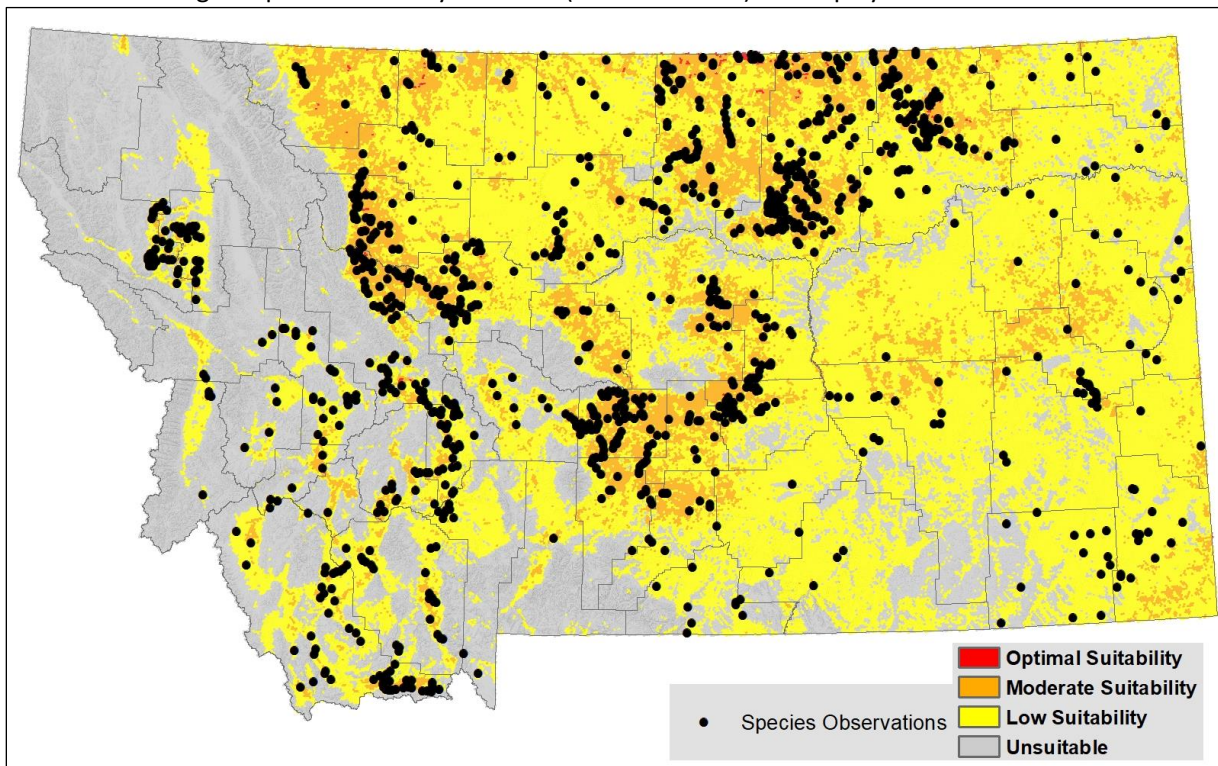 Species Observations
Optimal Suitability
Moderate Suitability
Low Suitability
Unsuitable